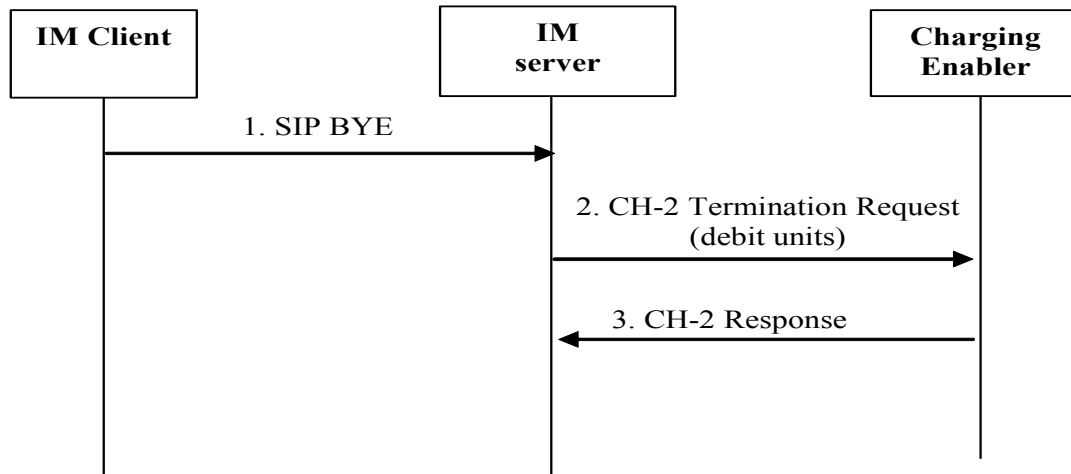 IM Client
IM
server
Charging
Enabler
1. SIP BYE
2. CH-2 Termination Request
(debit units)
3. CH-2 Response